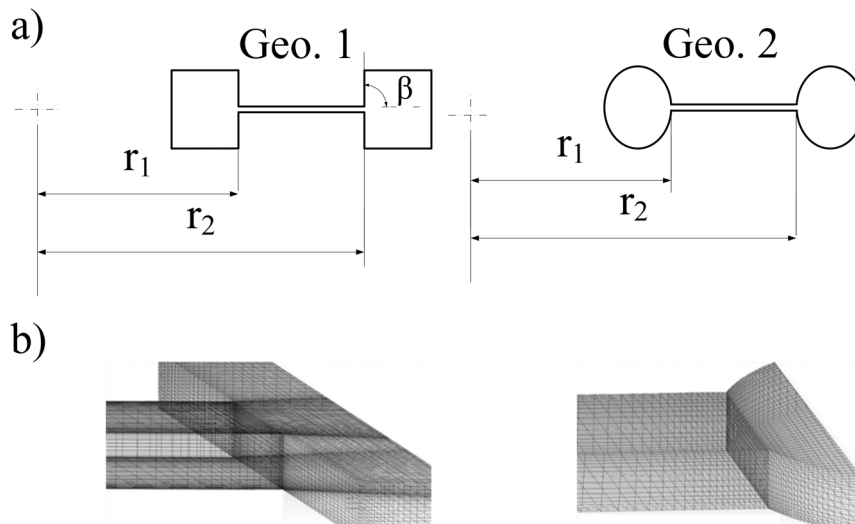 a)
Geo. 1
Geo. 2
β
r₁
r₂
r₁
r₂
b)